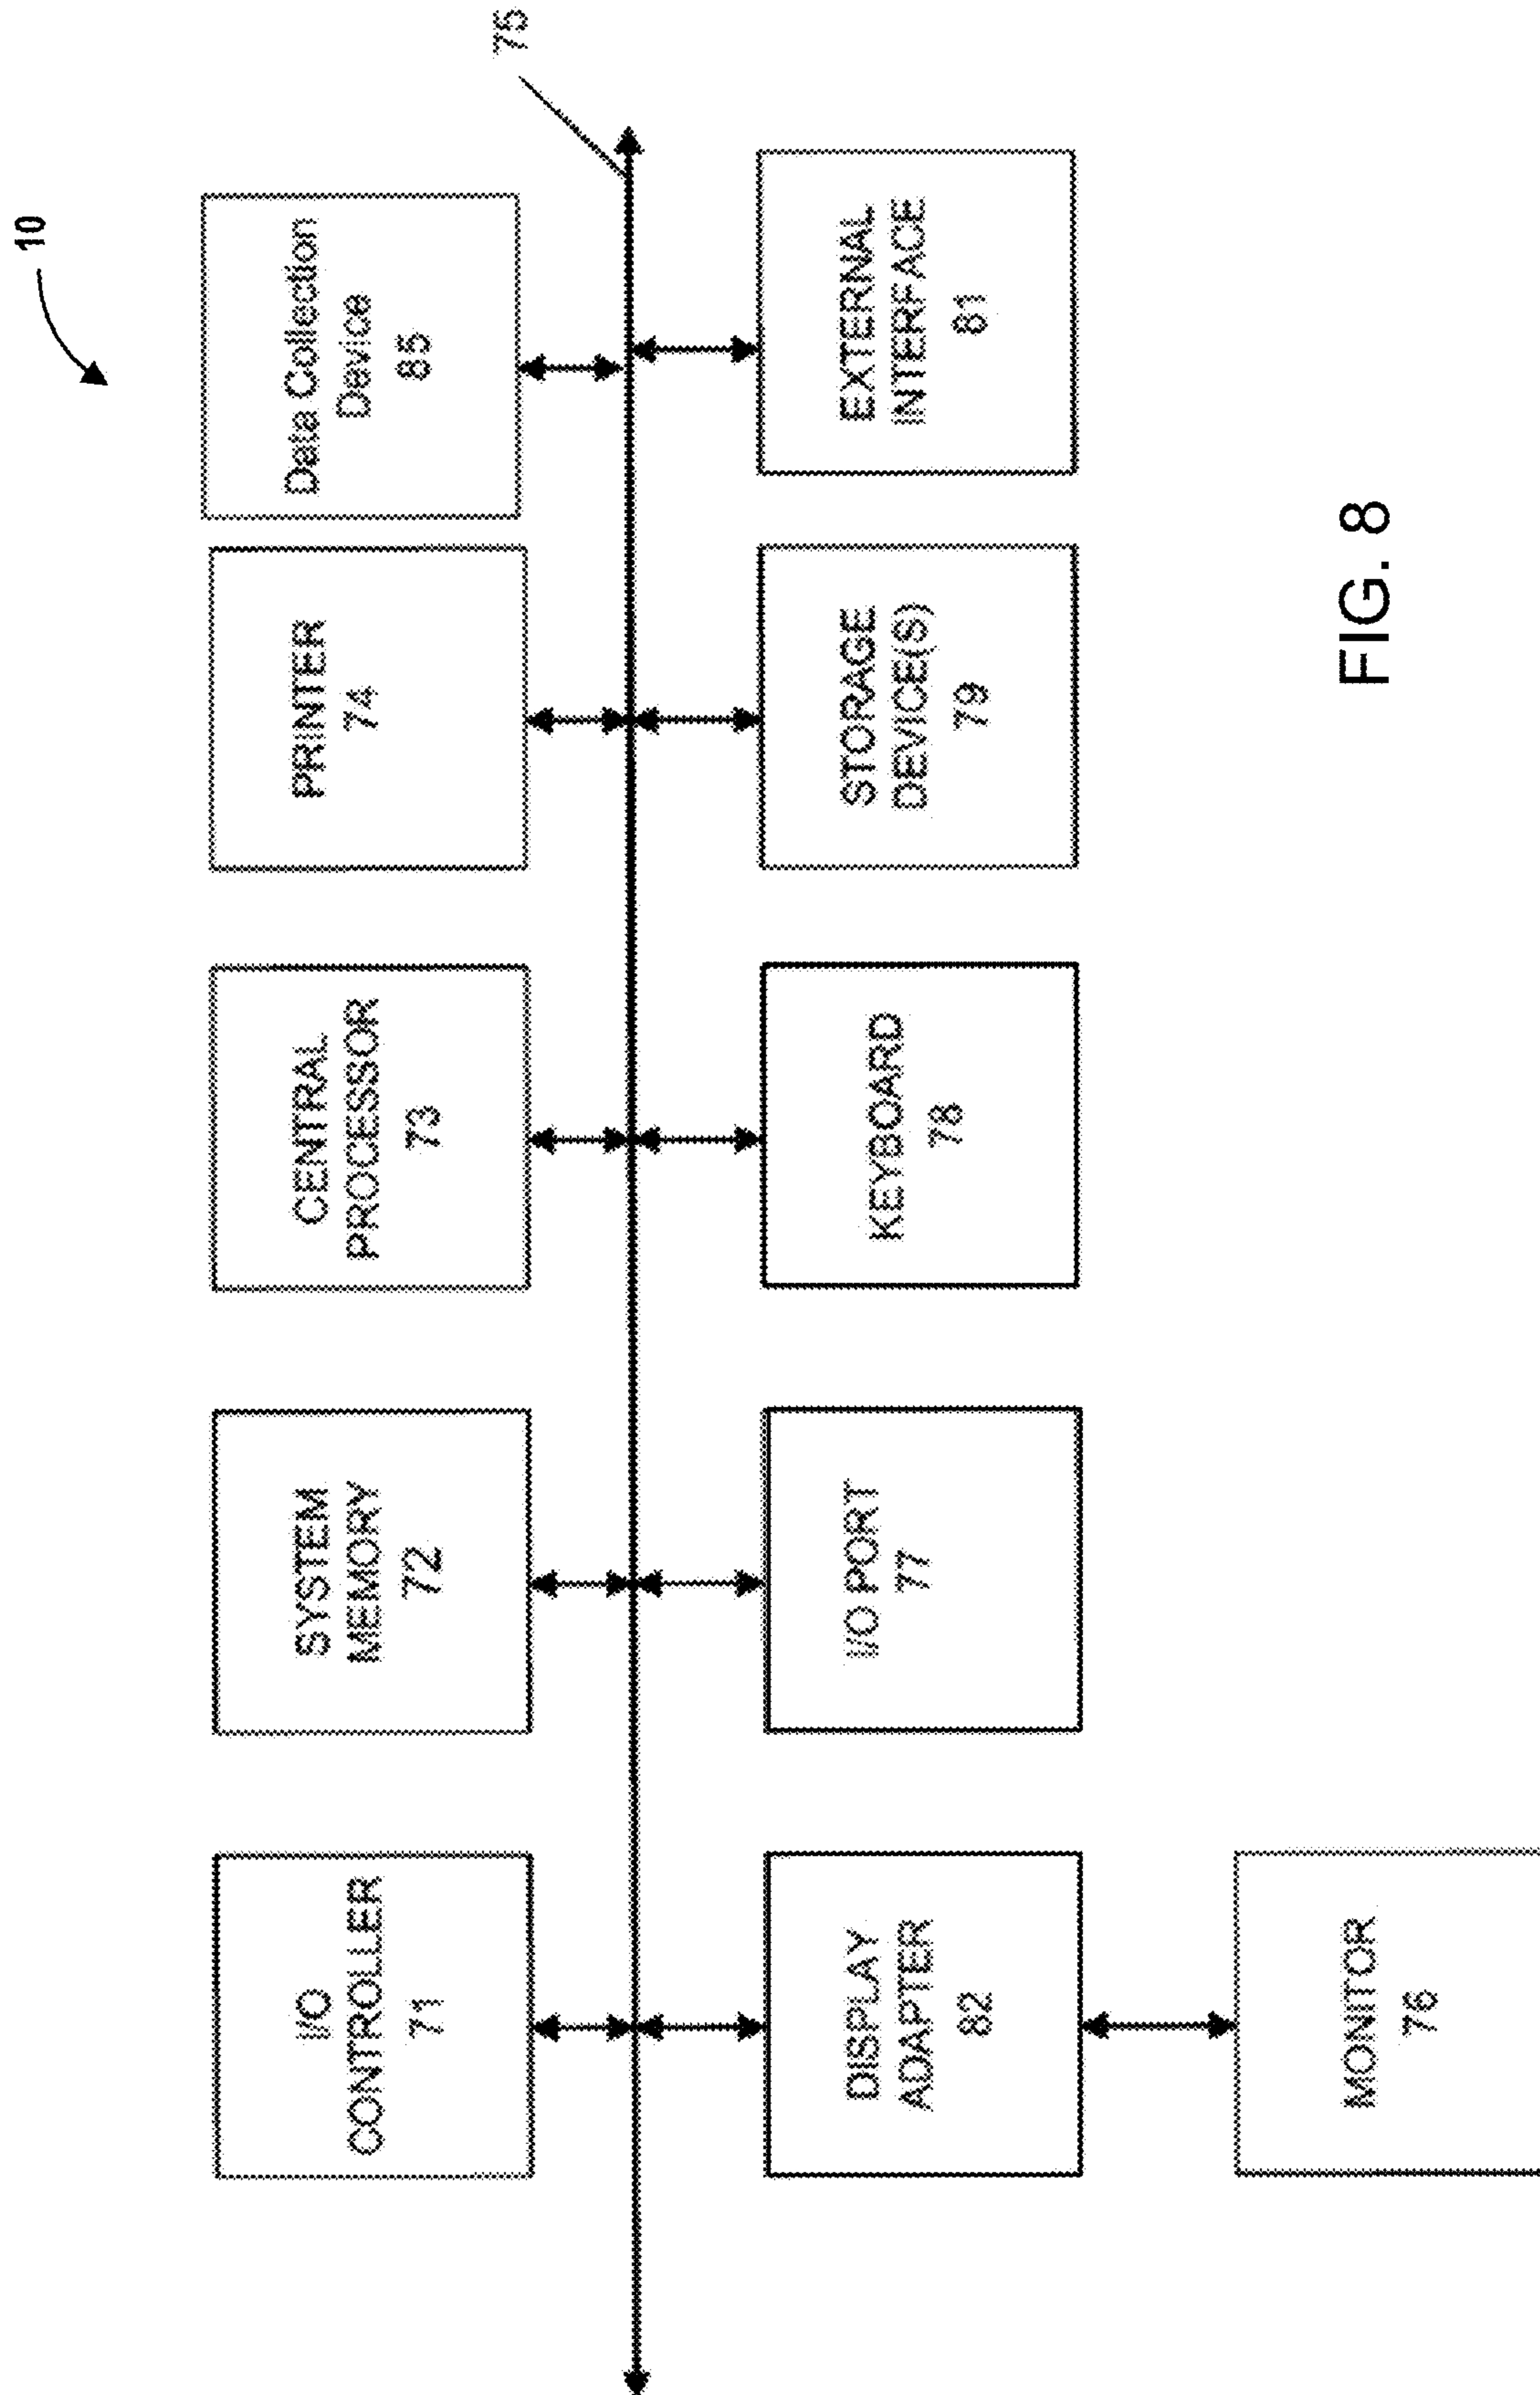 10
I/O
CONTROLLER
71
SYSTEM
MEMORY
72
CENTRAL
PROCESSOR
73
PRINTER
74
Data Collection
Device
85
75
DISPLAY
ADAPTER
82
I/O PORT
77
KEYBOARD
78
STORAGE
DEVICE(S)
79
EXTERNAL
INTERFACE
81
MONITOR
76
FIG. 8